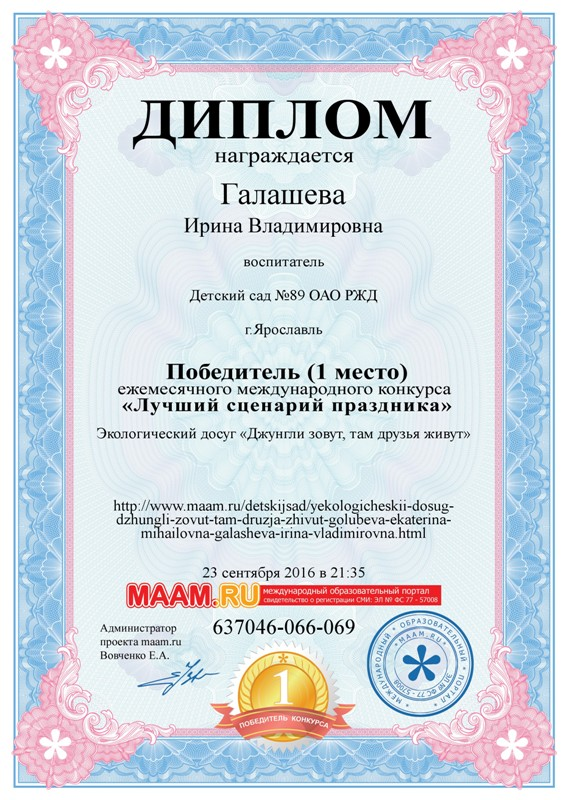 ДИПЛОМ
награждается
Галашева
Ирина Владимировна
воспитатель
Детский сад №89 ОАО РЖД
г.Ярославль
Победитель (1 место)
ежемесячного международного конкурса
«Лучший сценарий праздника»
Экологический досуг «Джунгли зовут, там друзья живут»
http://www.maam.ru/detskijsad/yekologicheskii-dosug-
dzhungli-zovut-tam-druzja-zhivut-golubeva-ekaterina-
mihailovna-galasheva-irina-vladimirovna.html
23 сентября 2016 в 21:35
MAAM.RU международный образовательный портал
свидетельство о регистрации СМИ: ЭЛ № ФС 77 - 57008
Администратор
проекта maam.ru
Вовченко Е.А.
637046-066-069
1
ПОБЕДИТЕЛЬ КОНКУРСА
МЕЖДУНАРОДНЫЙ * ОБРАЗОВАТЕЛЬНЫЙ * ПОРТАЛ *
* MAAM.RU * ЭЛ № ФС 77 - 57008